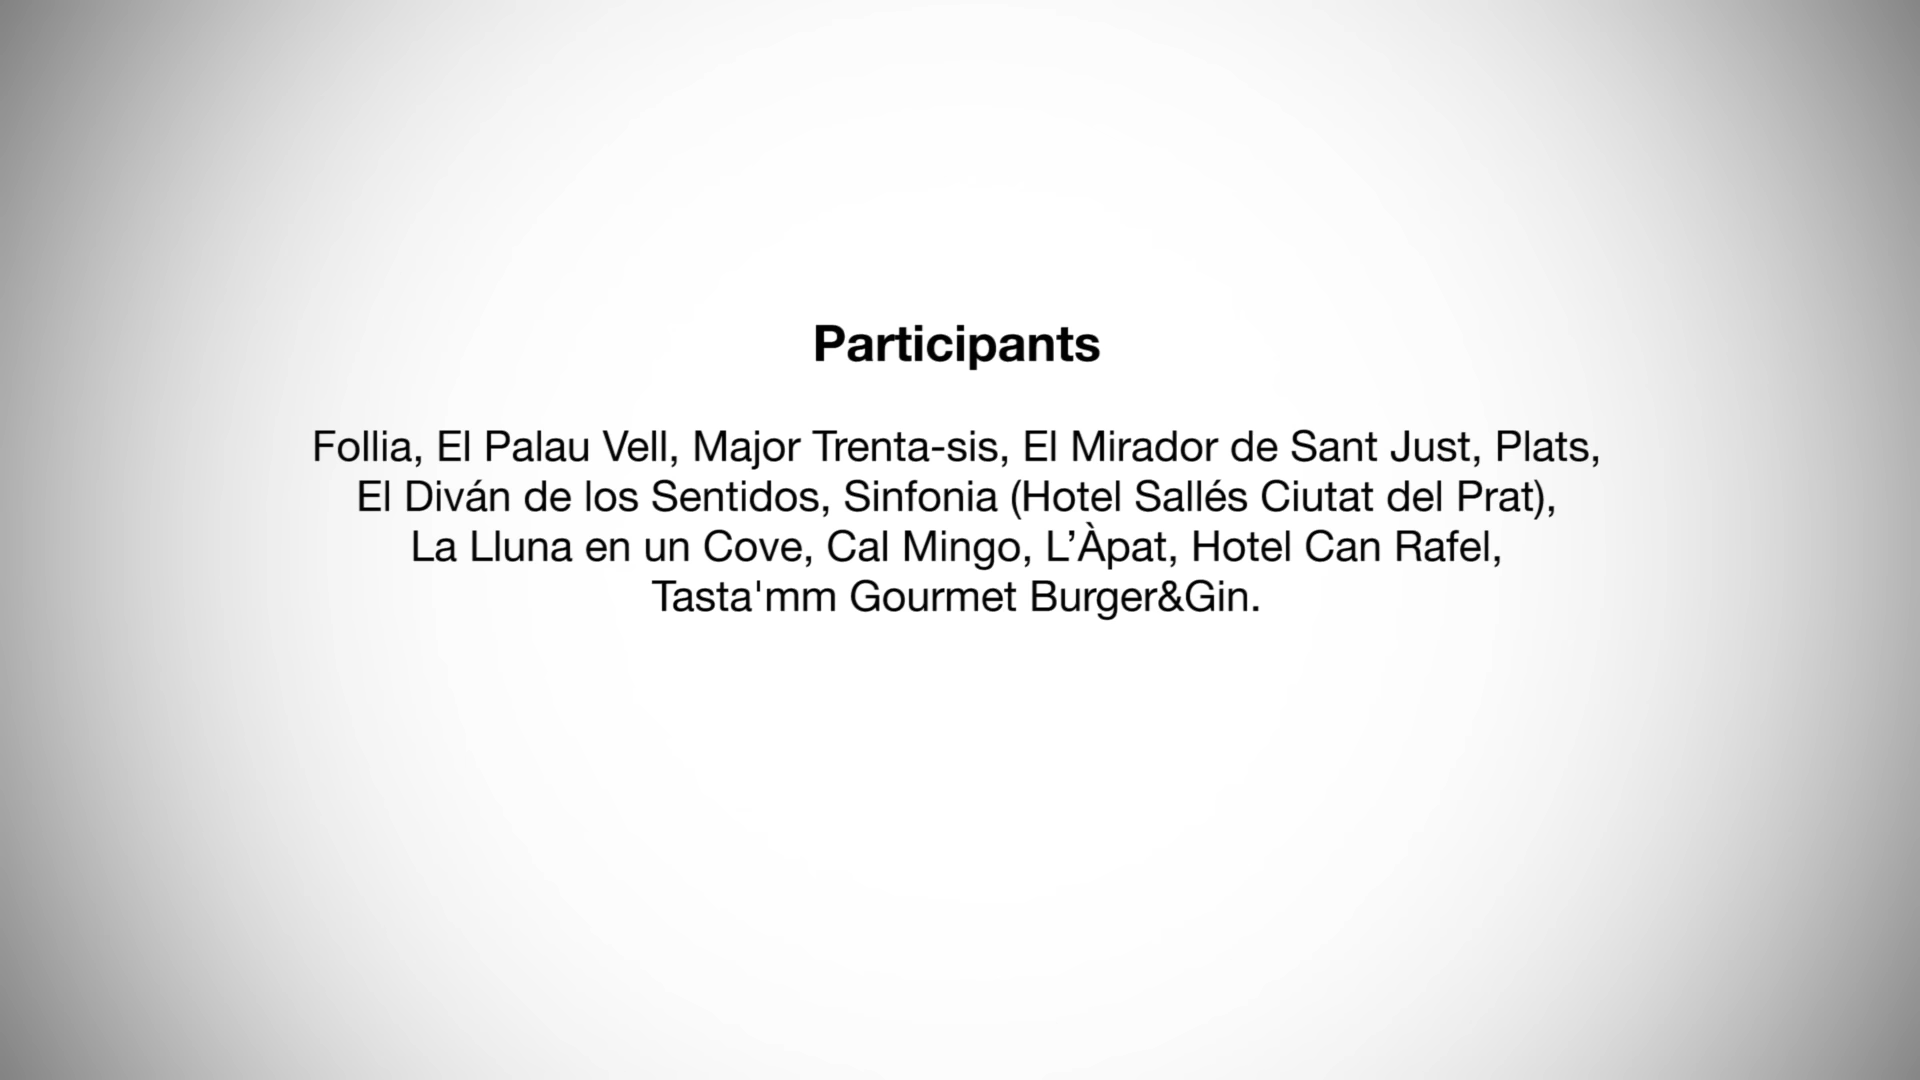 Participants
Follia, El Palau Vell, Major Trenta-sis, El Mirador de Sant Just, Plats,
El Diván de los Sentidos, Sinfonia (Hotel Sallés Ciutat del Prat),
La Lluna en un Cove, Cal Mingo, L’Àpat, Hotel Can Rafel,
Tasta'mm Gourmet Burger&Gin.